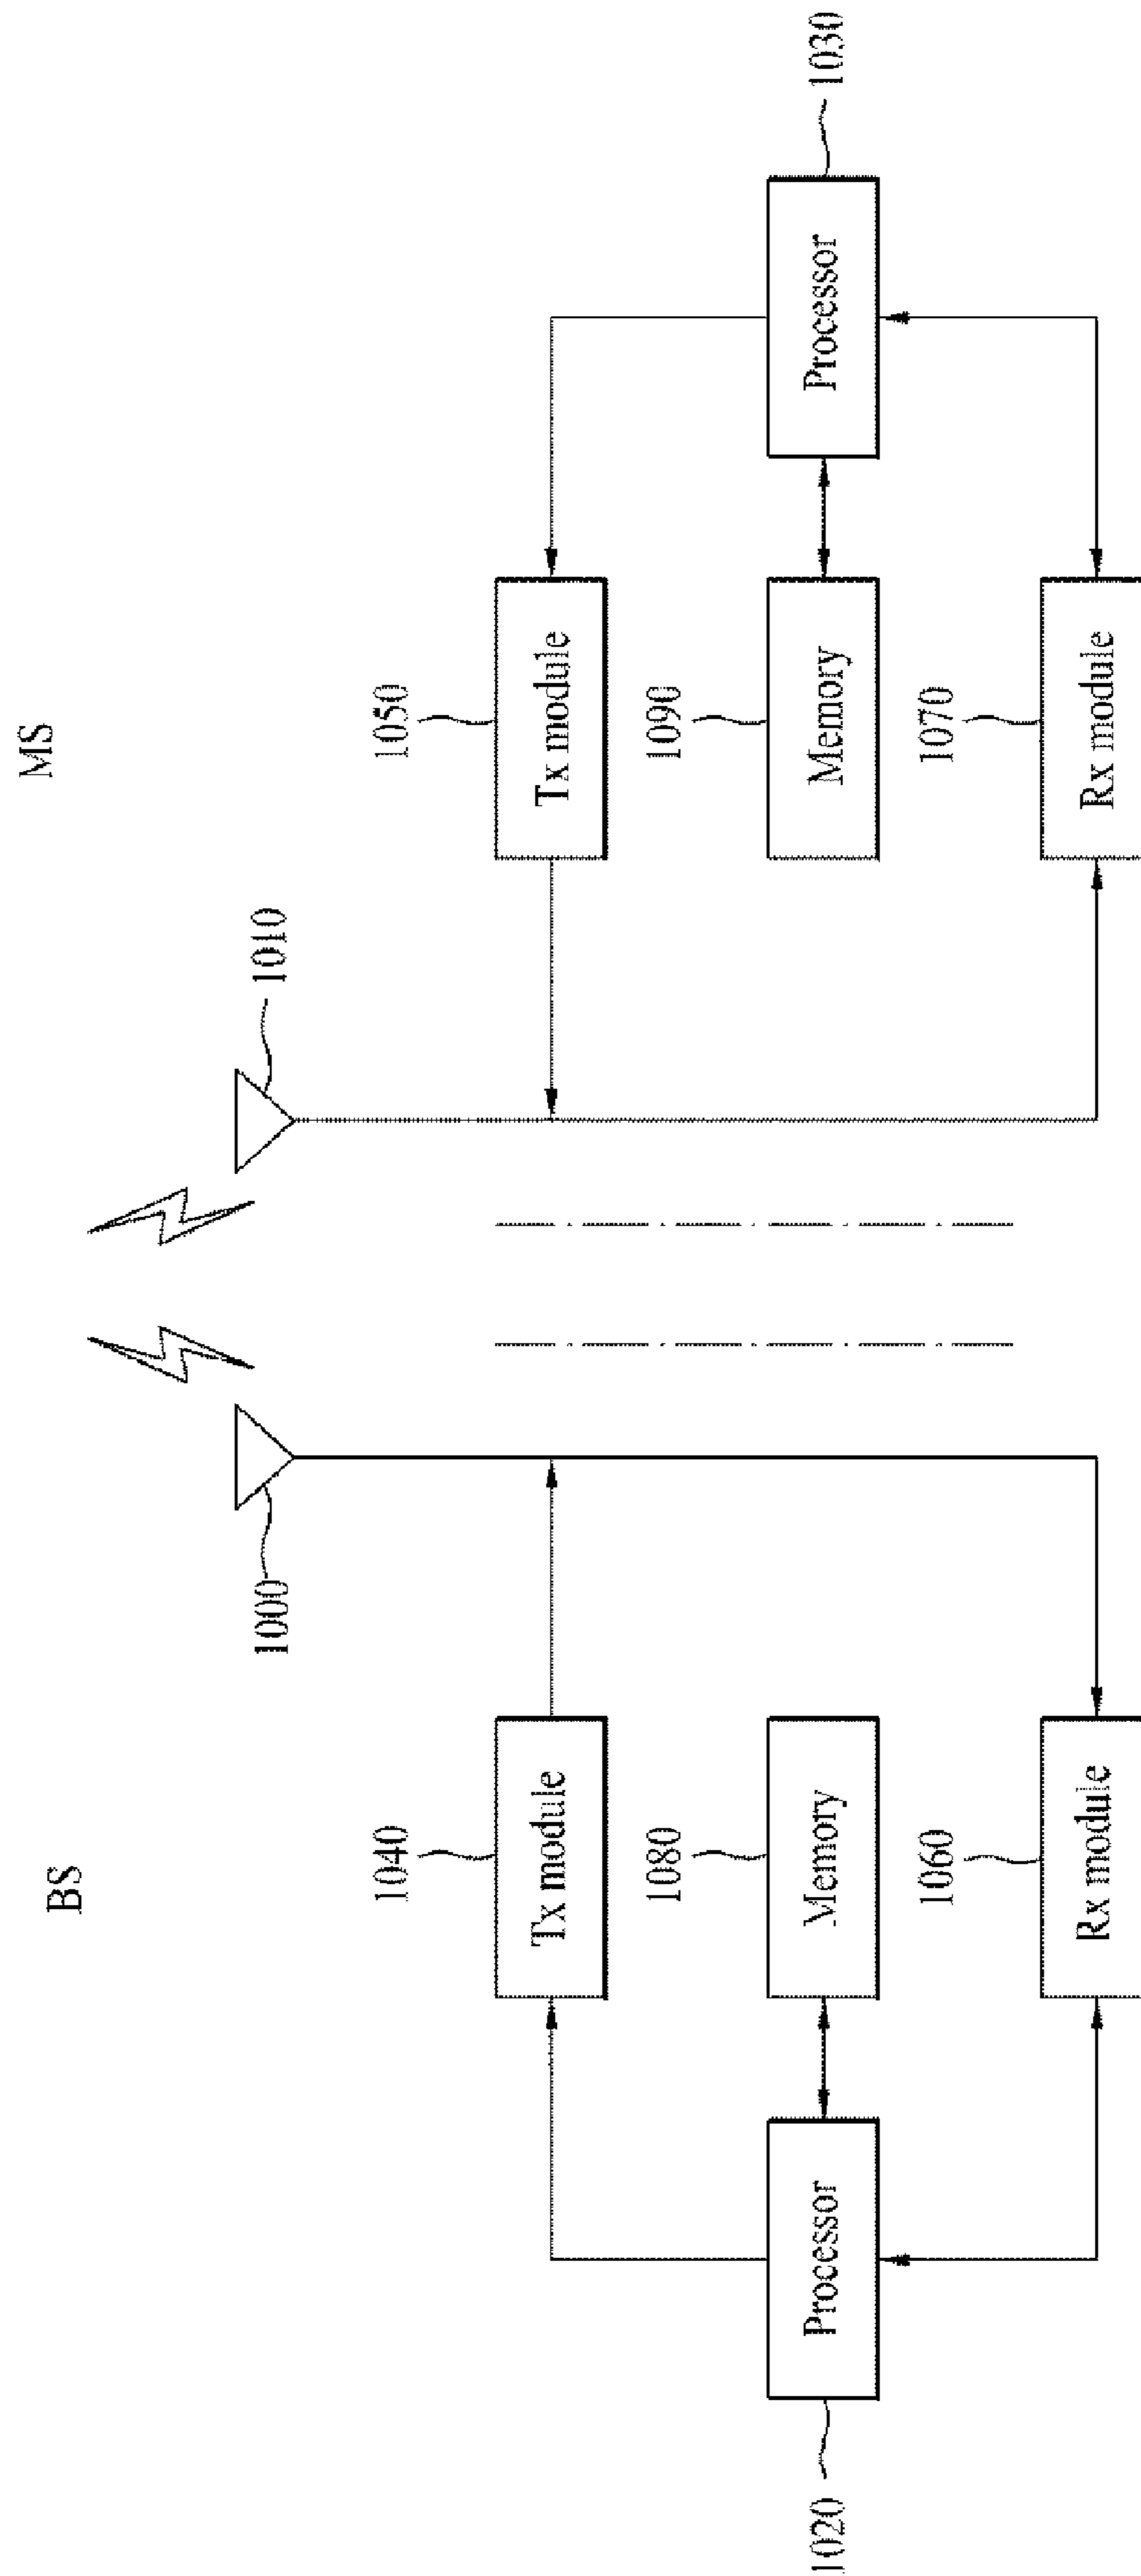 BS
MS
1000
1010
1040
Tx module
1050
Tx module
1020
Processor
1080
Memory
1090
Memory
Processor
1030
1060
Rx module
1070
Rx module